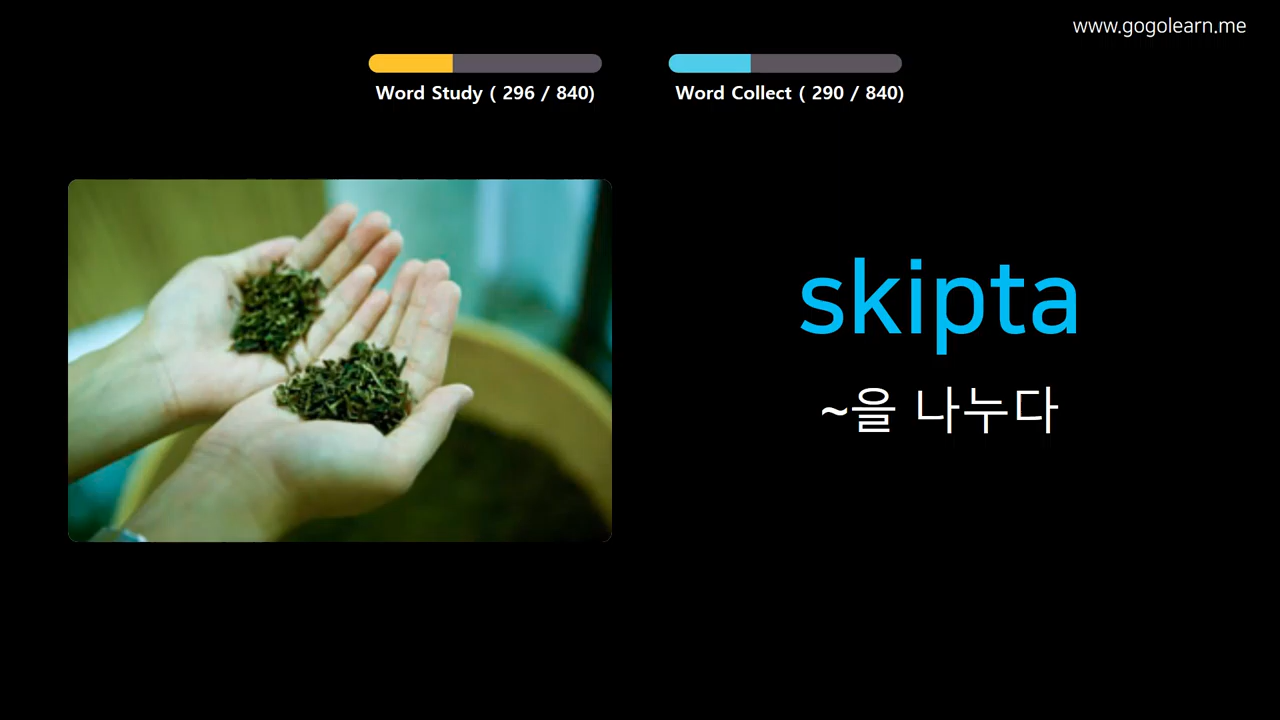 www.gogolearn.me
Word Study ( 296 / 840)
Word Collect ( 290 / 840)
skipta
~을 나누다